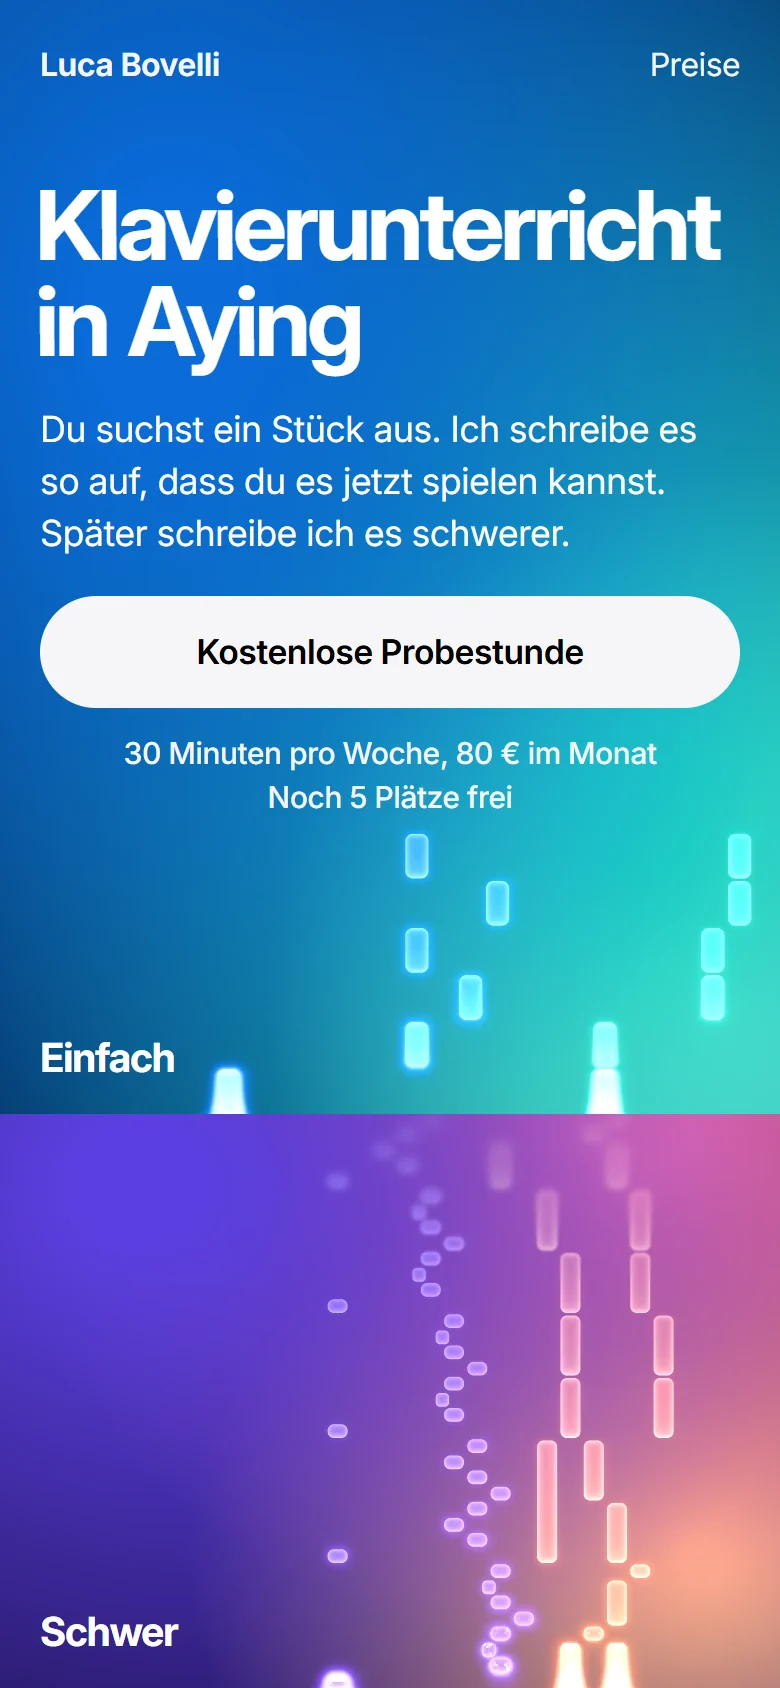 Luca Bovelli
Preise
Klavierunterricht
in Aying
Du suchst ein Stück aus. Ich schreibe es
so auf, dass du es jetzt spielen kannst.
Später schreibe ich es schwerer.
Kostenlose Probestunde
30 Minuten pro Woche, 80 € im Monat
Noch 5 Plätze frei
Einfach
Schwer